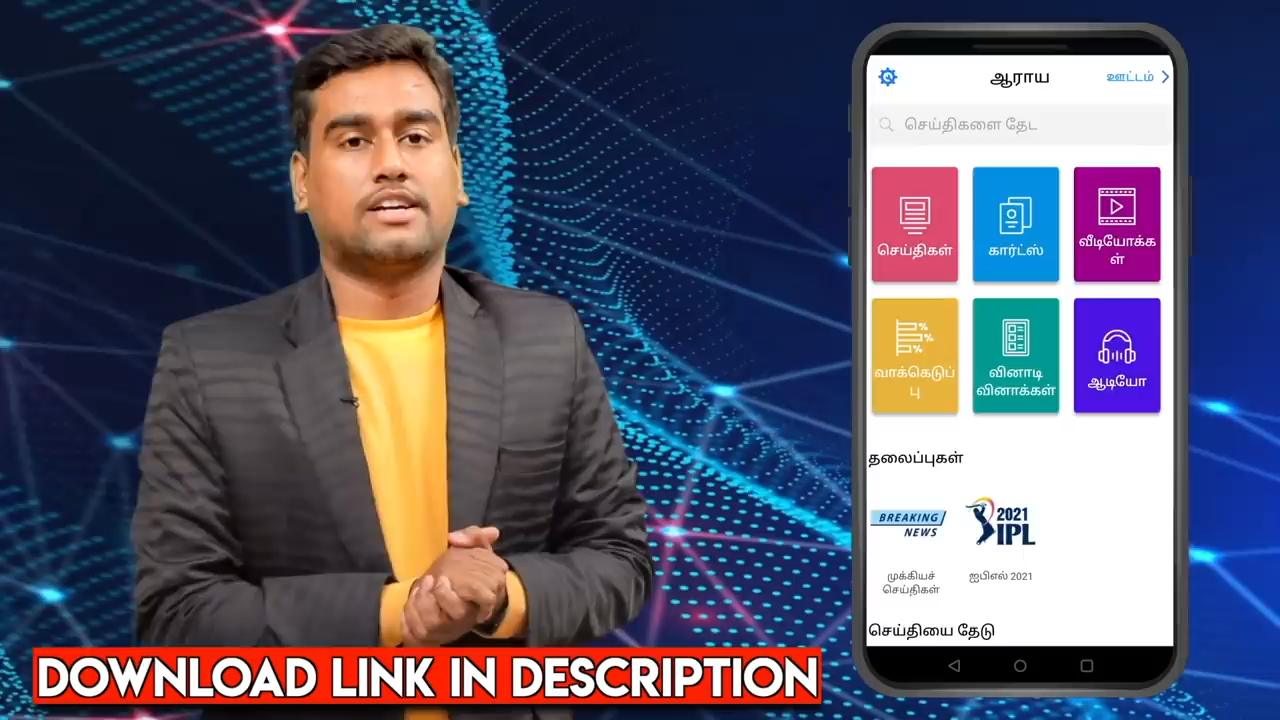 ஆராய
ஊட்டம்
செய்திகளை தேட
செய்திகள்
கார்ட்ஸ்
வீடியோக்க
ள்
வாக்கெடுப்
பு
வினாடி
வினாக்கள்
ஆடியோ
தலைப்புகள்
BREAKING
NEWS
2021
IPL
முக்கியச்
செய்திகள்
ஐபிஎல் 2021
செய்தியை தேடு
DOWNLOAD LINK IN DESCRIPTION